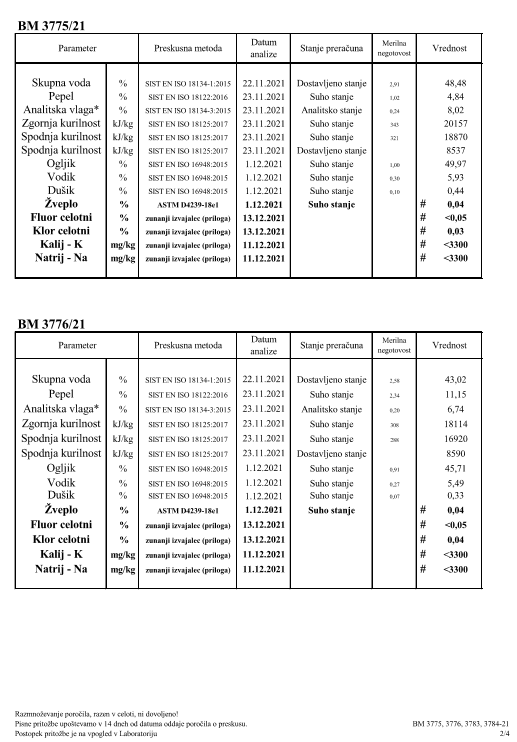 BM 3775/21
Parameter Preskusna metoda Datum analize Stanje preračuna Merilna negotovost Vrednost
Skupna voda % SIST EN ISO 18134-1:2015 22.11.2021 Dostavljeno stanje 2,91 48,48
Pepel % SIST EN ISO 18122:2016 23.11.2021 Suho stanje 1,02 4,84
Analitska vlaga* % SIST EN ISO 18134-3:2015 23.11.2021 Analitsko stanje 0,24 8,02
Zgornja kurilnost kJ/kg SIST EN ISO 18125:2017 23.11.2021 Suho stanje 343 20157
Spodnja kurilnost kJ/kg SIST EN ISO 18125:2017 23.11.2021 Suho stanje 321 18870
Spodnja kurilnost kJ/kg SIST EN ISO 18125:2017 23.11.2021 Dostavljeno stanje 8537
Ogljik % SIST EN ISO 16948:2015 1.12.2021 Suho stanje 1,00 49,97
Vodik % SIST EN ISO 16948:2015 1.12.2021 Suho stanje 0,30 5,93
Dušik % SIST EN ISO 16948:2015 1.12.2021 Suho stanje 0,10 0,44
Žveplo % ASTM D4239-18e1 1.12.2021 Suho stanje # 0,04
Fluor celotni % zunanji izvajalec (priloga) 13.12.2021 # <0,05
Klor celotni % zunanji izvajalec (priloga) 13.12.2021 # 0,03
Kalij - K mg/kg zunanji izvajalec (priloga) 11.12.2021 # <3300
Natrij - Na mg/kg zunanji izvajalec (priloga) 11.12.2021 # <3300
BM 3776/21
Parameter Preskusna metoda Datum analize Stanje preračuna Merilna negotovost Vrednost
Skupna voda % SIST EN ISO 18134-1:2015 22.11.2021 Dostavljeno stanje 2,58 43,02
Pepel % SIST EN ISO 18122:2016 23.11.2021 Suho stanje 2,34 11,15
Analitska vlaga* % SIST EN ISO 18134-3:2015 23.11.2021 Analitsko stanje 0,20 6,74
Zgornja kurilnost kJ/kg SIST EN ISO 18125:2017 23.11.2021 Suho stanje 308 18114
Spodnja kurilnost kJ/kg SIST EN ISO 18125:2017 23.11.2021 Suho stanje 288 16920
Spodnja kurilnost kJ/kg SIST EN ISO 18125:2017 23.11.2021 Dostavljeno stanje 8590
Ogljik % SIST EN ISO 16948:2015 1.12.2021 Suho stanje 0,91 45,71
Vodik % SIST EN ISO 16948:2015 1.12.2021 Suho stanje 0,27 5,49
Dušik % SIST EN ISO 16948:2015 1.12.2021 Suho stanje 0,07 0,33
Žveplo % ASTM D4239-18e1 1.12.2021 Suho stanje # 0,04
Fluor celotni % zunanji izvajalec (priloga) 13.12.2021 # <0,05
Klor celotni % zunanji izvajalec (priloga) 13.12.2021 # 0,04
Kalij - K mg/kg zunanji izvajalec (priloga) 11.12.2021 # <3300
Natrij - Na mg/kg zunanji izvajalec (priloga) 11.12.2021 # <3300
Razmnoževanje poročila, razen v celoti, ni dovoljeno!
Pisne pritožbe upoštevamo v 14 dneh od datuma oddaje poročila o preskusu. BM 3775, 3776, 3783, 3784-21
Postopek pritožbe je na vpogled v Laboratoriju 2/4